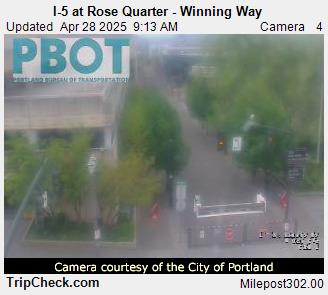 I-5 at Rose Quarter - Winning Way
Updated Apr 28 2025 9:13 AM Camera 4
PBOT
PORTLAND BUREAU OF TRANSPORTATION
Camera courtesy of the City of Portland
TripCheck.com Milepost302.00